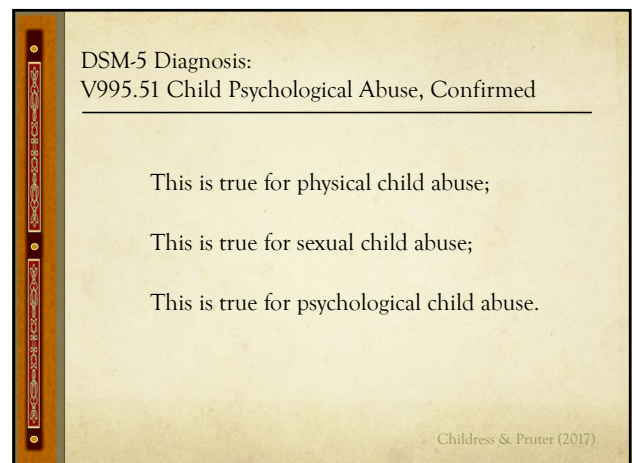 DSM-5 Diagnosis:
V995.51 Child Psychological Abuse, Confirmed
This is true for physical child abuse;
This is true for sexual child abuse;
This is true for psychological child abuse.
Childress & Pruter (2017)